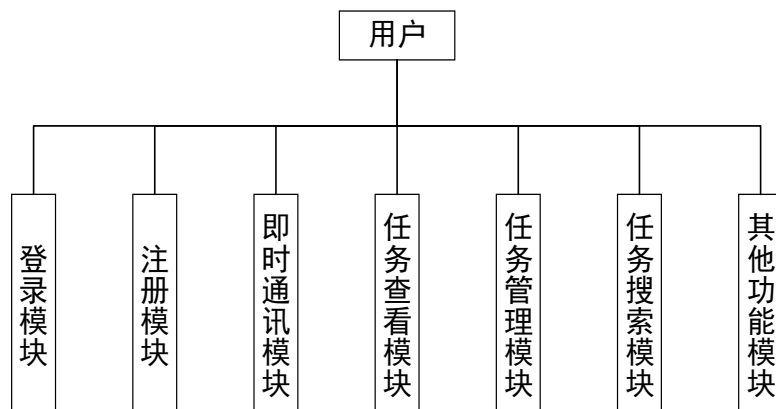 用户
登录模块
注册模块
即时通讯模块
任务查看模块
任务管理模块
任务搜索模块
其他功能模块